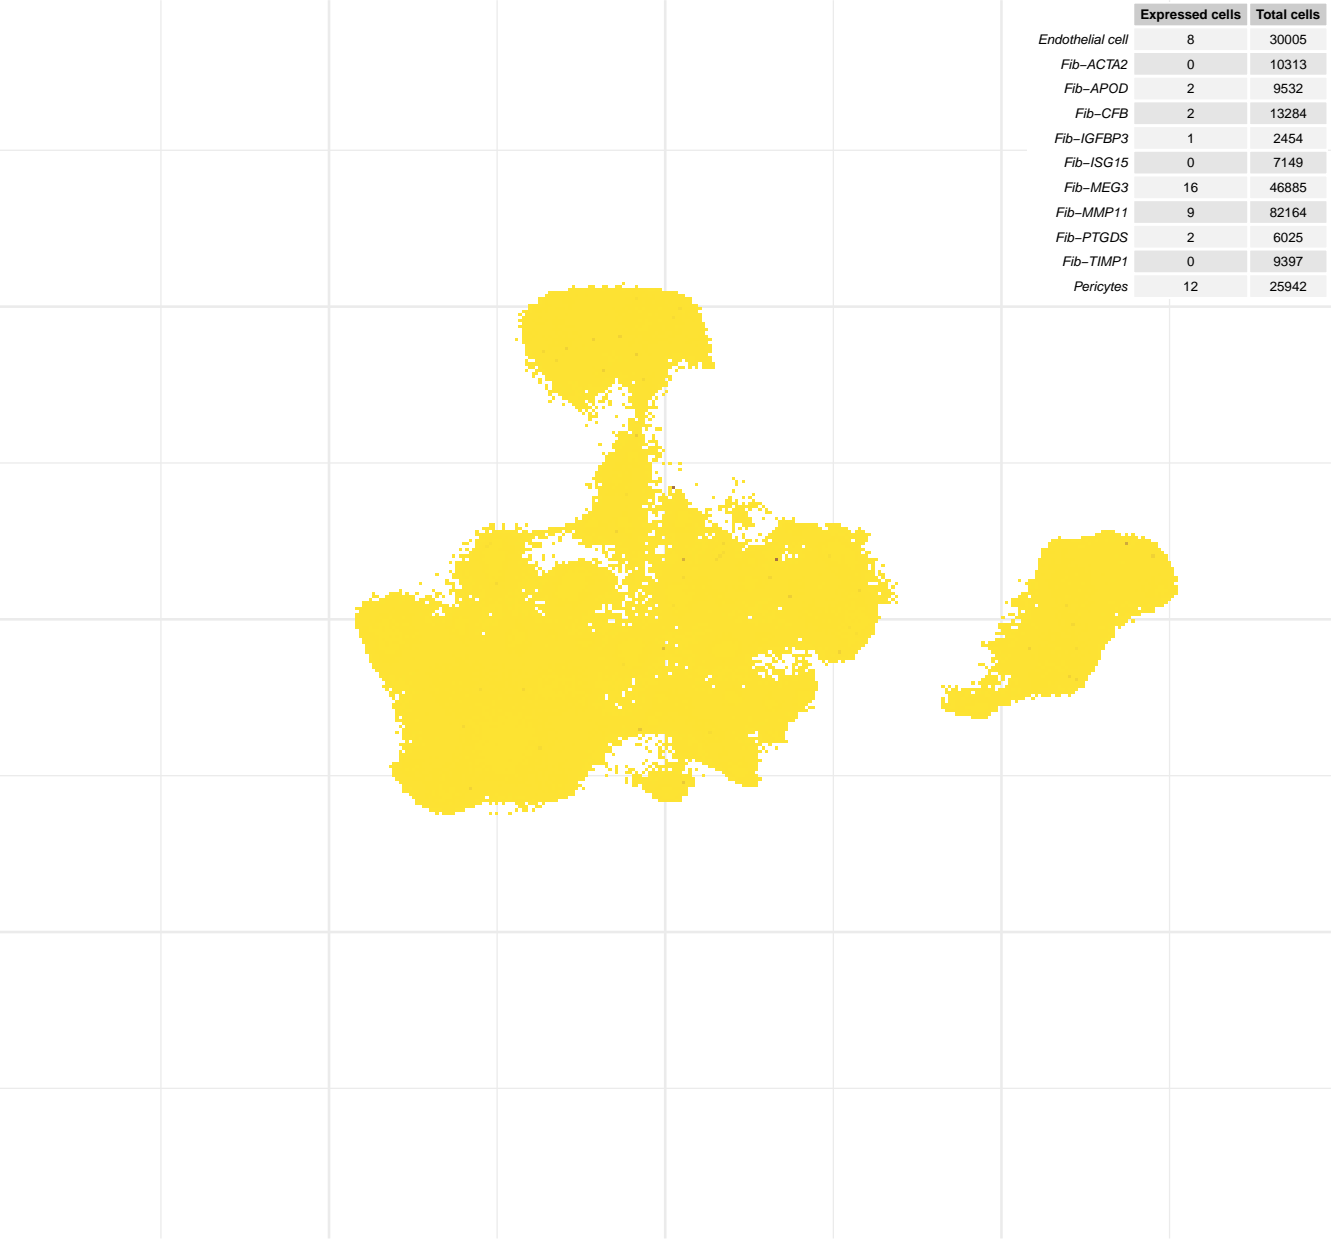 Expressed cells Total cells
Endothelial cell 8 30005
Fib−ACTA2 0 10313
Fib−APOD 2 9532
Fib−CFB 2 13284
Fib−IGFBP3 1 2454
Fib−ISG15 0 7149
Fib−MEG3 16 46885
Fib−MMP11 9 82164
Fib−PTGDS 2 6025
Fib−TIMP1 0 9397
Pericytes 12 25942